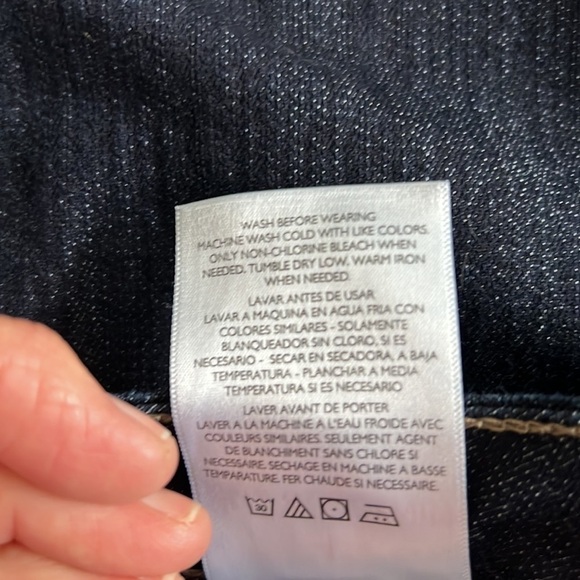 WASH BEFORE WEARING
MACHINE WASH COLD WITH LIKE COLORS.
ONLY NON-CHLORINE BLEACH WHEN
NEEDED. TUMBLE DRY LOW. WARM IRON
WHEN NEEDED.
LAVAR ANTES DE USAR
LAVAR A MAQUINA EN AGUA FRIA CON
COLORES SIMILARES - SOLAMENTE
BLANQUEADOR SIN CLORO, SI ES
NECESARIO - SECAR EN SECADORA, A BAJA
TEMPERATURA - PLANCHAR A MEDIA
TEMPERATURA SI ES NECESARIO
LAVER AVANT DE PORTER
LAVER A LA MACHINE A L'EAU FROIDE AVEC
COULEURS SIMILAIRES. SEULEMENT AGENT
DE BLANCHIMENT SANS CHLORE SI
NECESSAIRE. SECHAGE EN MACHINE A BASSE
TEMPARATURE. FER CHAUDE SI NECESSAIRE.
30